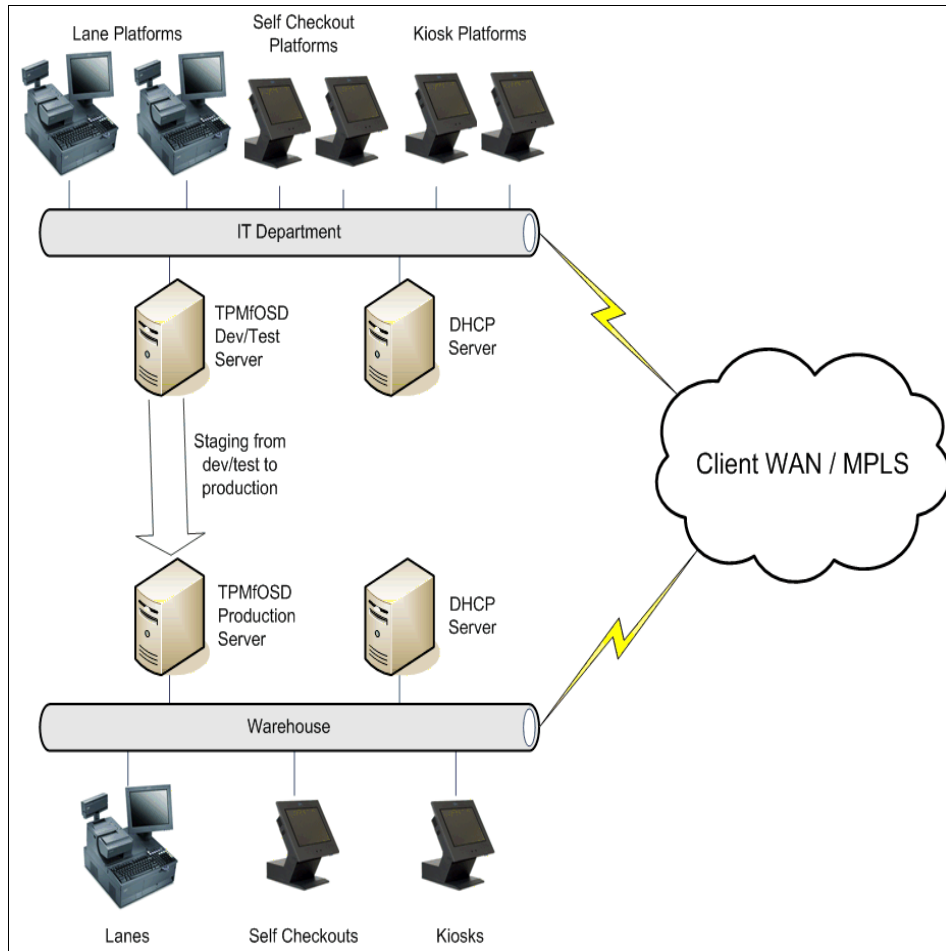 Lane Platforms
Self Checkout
Platforms
Kiosk Platforms
IT Department
TPMfOSD
Dev/Test
Server
DHCP
Server
Staging from
dev/test to
production
Client WAN / MPLS
TPMfOSD
Production
Server
DHCP
Server
Warehouse
Lanes
Self Checkouts
Kiosks